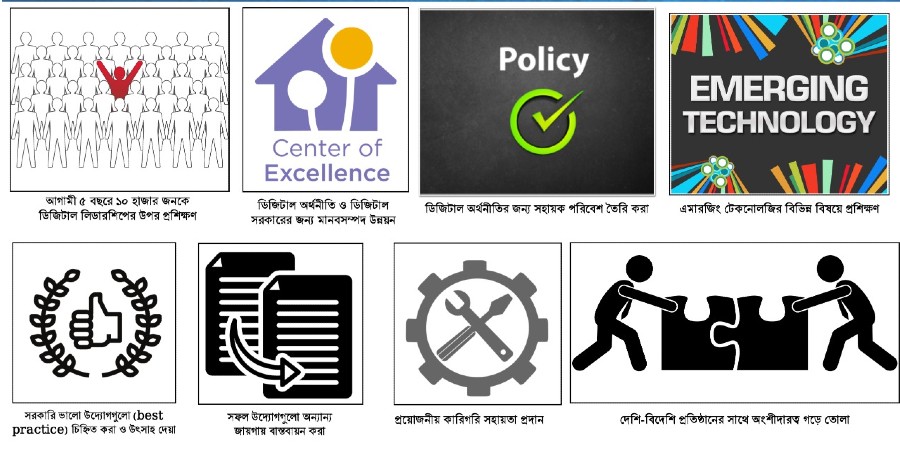 Center of
Excellence
Policy
EMERGING
TECHNOLOGY
আগামী ৫ বছরে ১০ হাজার জনকে
ডিজিটাল লিডারশিপের উপর প্রশিক্ষণ
ডিজিটাল অর্থনীতি ও ডিজিটাল
সরকারের জন্য মানবসম্পদ উন্নয়ন
ডিজিটাল অর্থনীতির জন্য সহায়ক পরিবেশ তৈরি করা
এমারজিং টেকনোলজির বিভিন্ন বিষয়ে প্রশিক্ষণ
সরকারি ভালো উদ্যোগগুলো (best
practice) চিহ্নিত করা ও উৎসাহ দেয়া
সফল উদ্যোগগুলো অন্যান্য
জায়গায় বাস্তবায়ন করা
প্রয়োজনীয় কারিগরি সহায়তা প্রদান
দেশি-বিদেশি প্রতিষ্ঠানের সাথে অংশীদারত্ব গড়ে তোলা